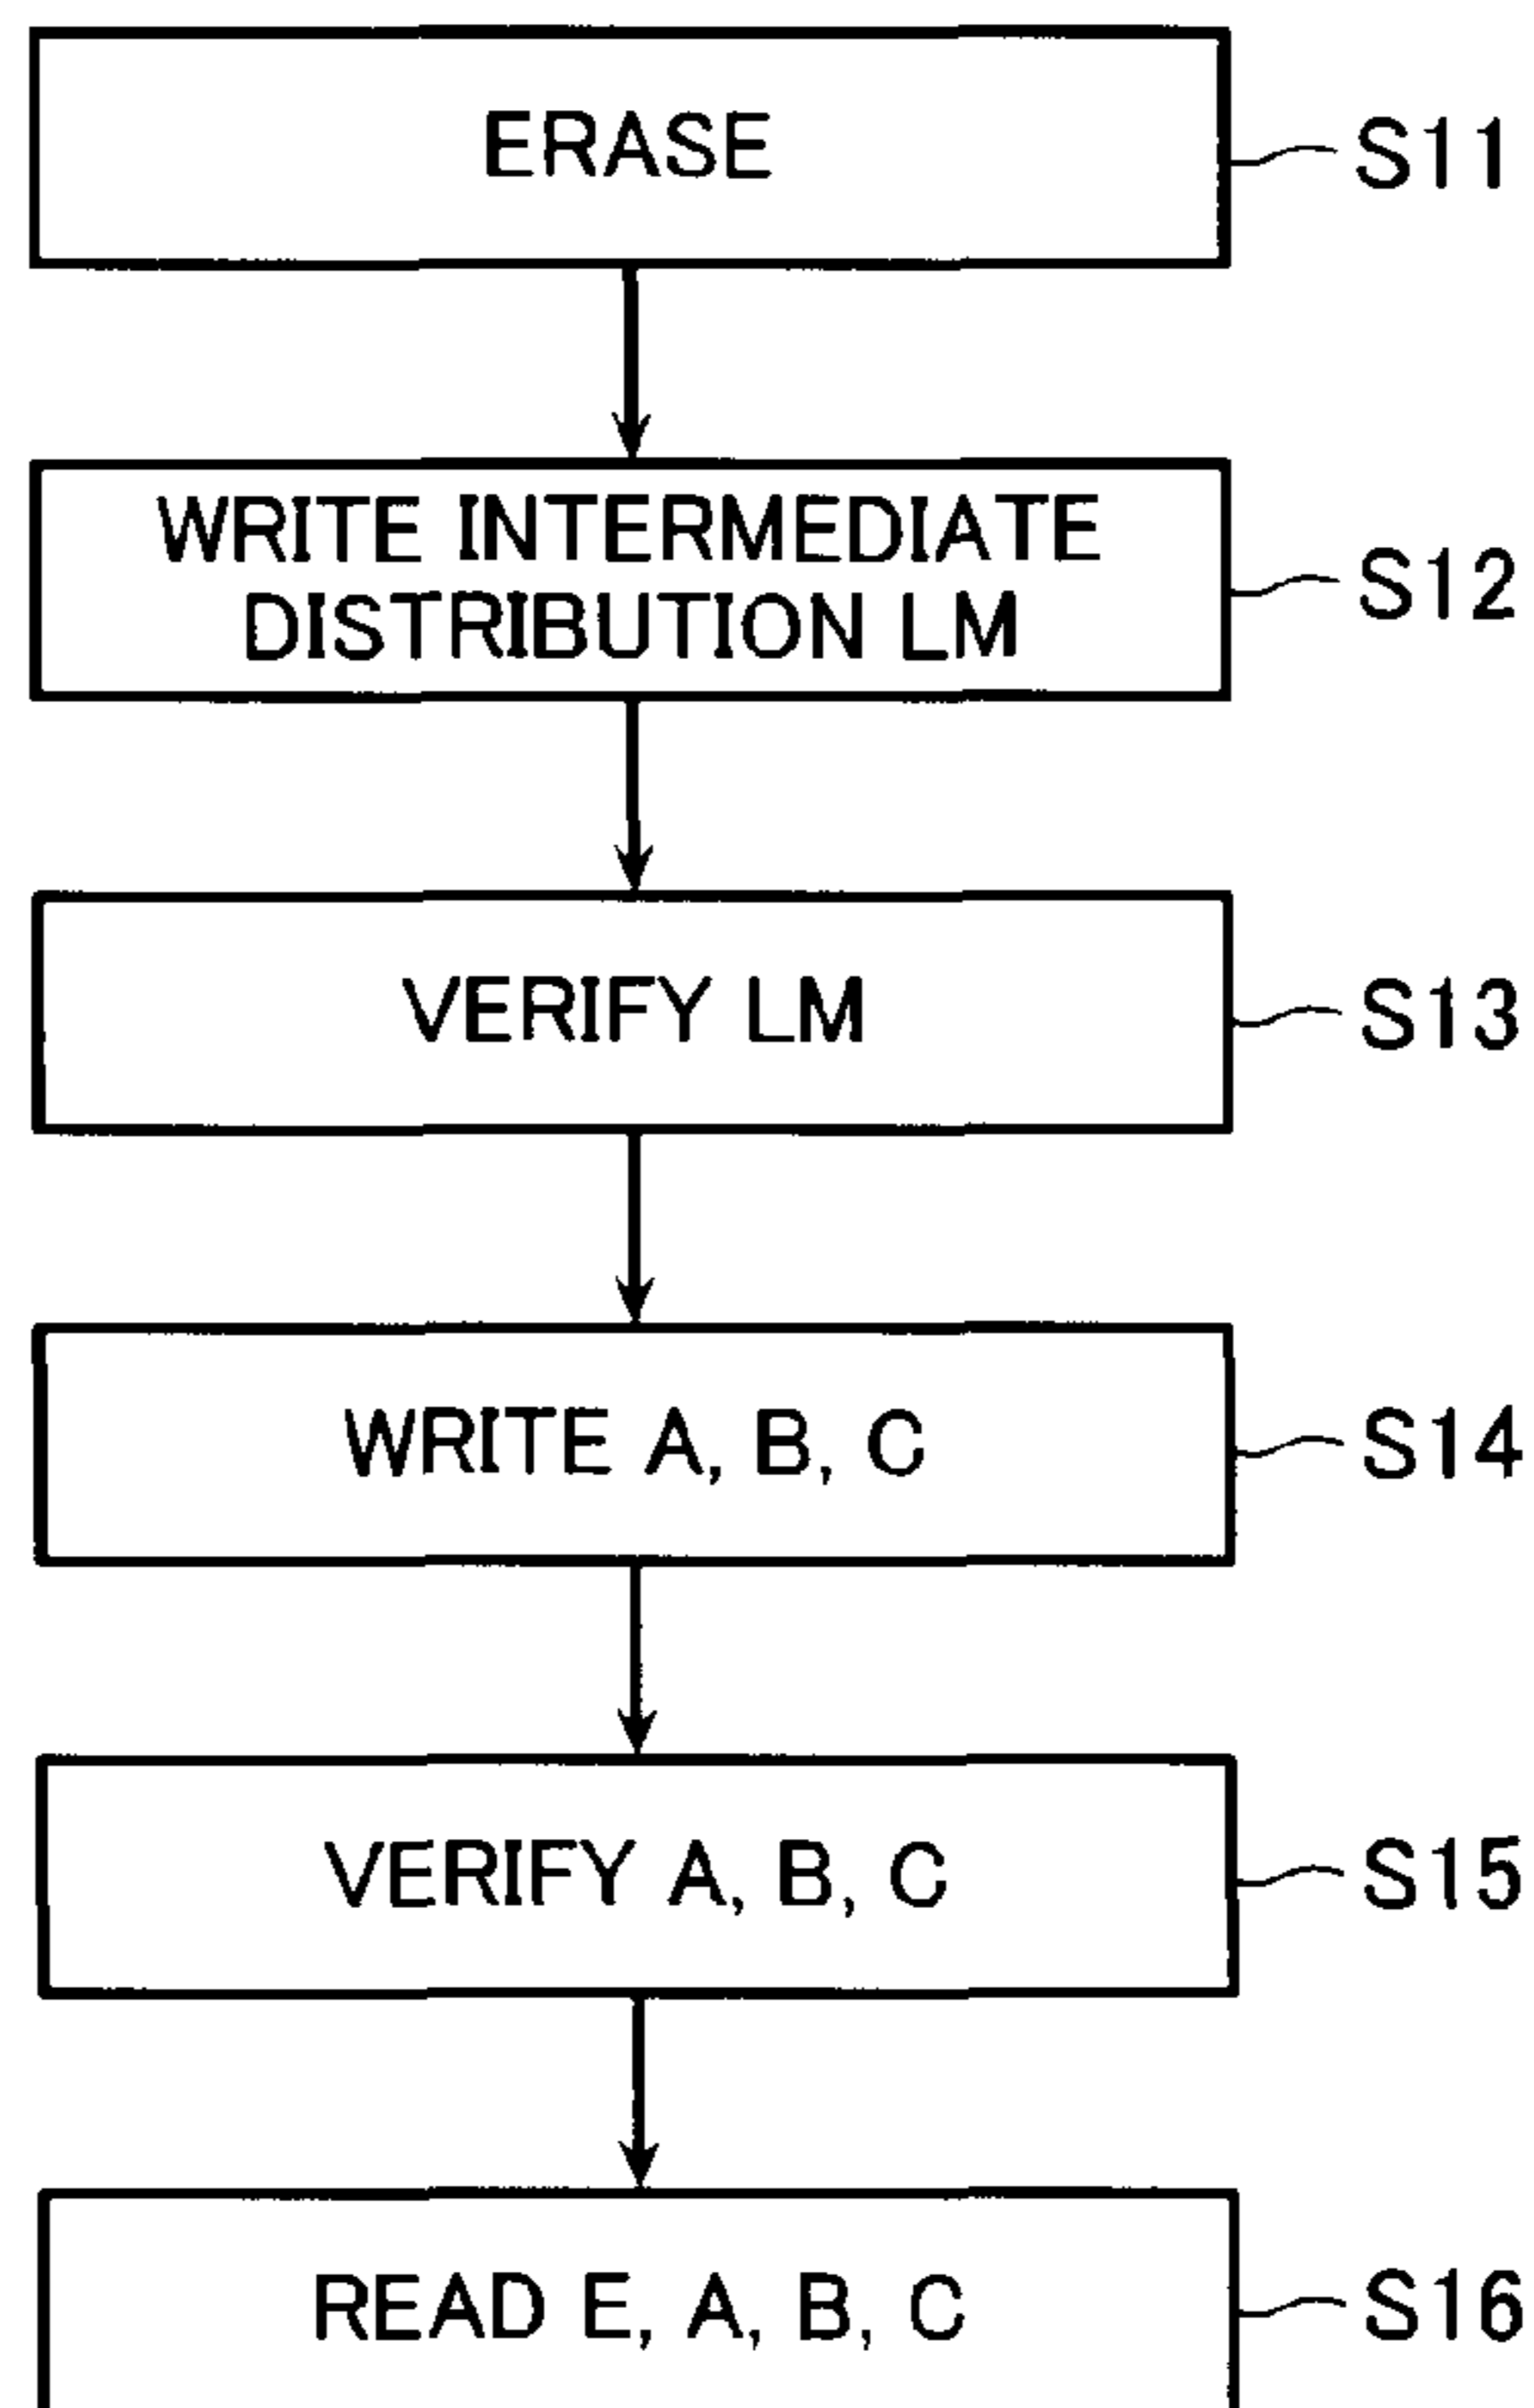 ERASE
S11
WRITE INTERMEDIATE
DISTRIBUTION LM
S12
VERIFY LM
S13
WRITE A, B, C
S14
VERIFY A, B, C
S15
READ E, A, B, C
S16